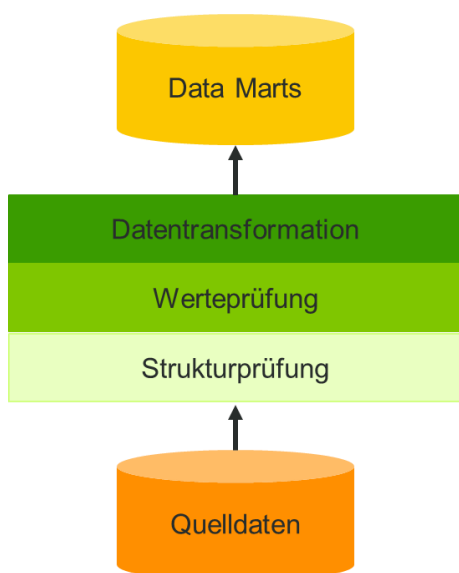 Data Marts
Datentransformation
Werteprüfung
Strukturprüfung
Quelldaten